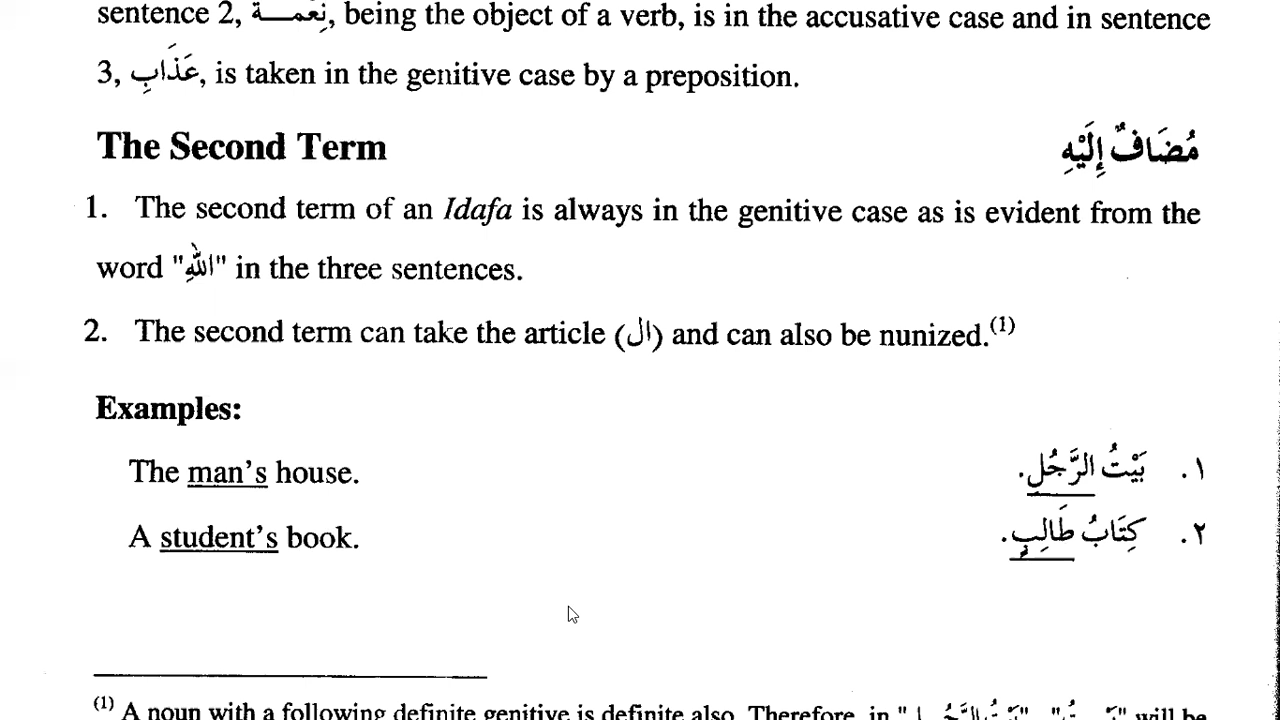 sentence 2, نِعْمـــة, being the object of a verb, is in the accusative case and in sentence
3, عَذَابِ, is taken in the genitive case by a preposition.
The Second Term مُضَافٌ إِلَيْهِ
1. The second term of an Idafa is always in the genitive case as is evident from the
word "اللهِ" in the three sentences.
2. The second term can take the article (ال) and can also be nunized.(1)
Examples:
The man's house. ١. بَيْتُ الرَّجُلِ.
A student's book. ٢. كِتَابُ طَالِبٍ.
(1) A noun with a following definite genitive is definite also. Therefore, in " will be